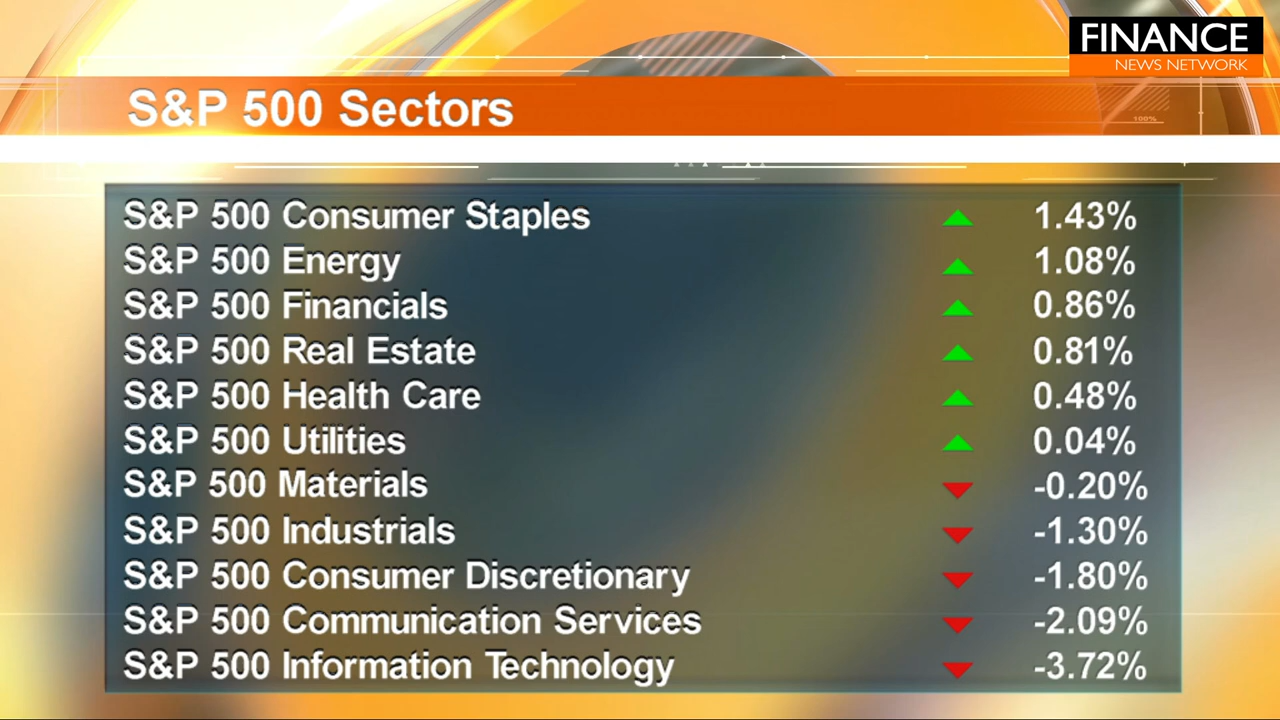 FINANCE
NEWS NETWORK
S&P 500 Sectors
100%
S&P 500 Consumer Staples 1.43%
S&P 500 Energy 1.08%
S&P 500 Financials 0.86%
S&P 500 Real Estate 0.81%
S&P 500 Health Care 0.48%
S&P 500 Utilities 0.04%
S&P 500 Materials -0.20%
S&P 500 Industrials -1.30%
S&P 500 Consumer Discretionary -1.80%
S&P 500 Communication Services -2.09%
S&P 500 Information Technology -3.72%